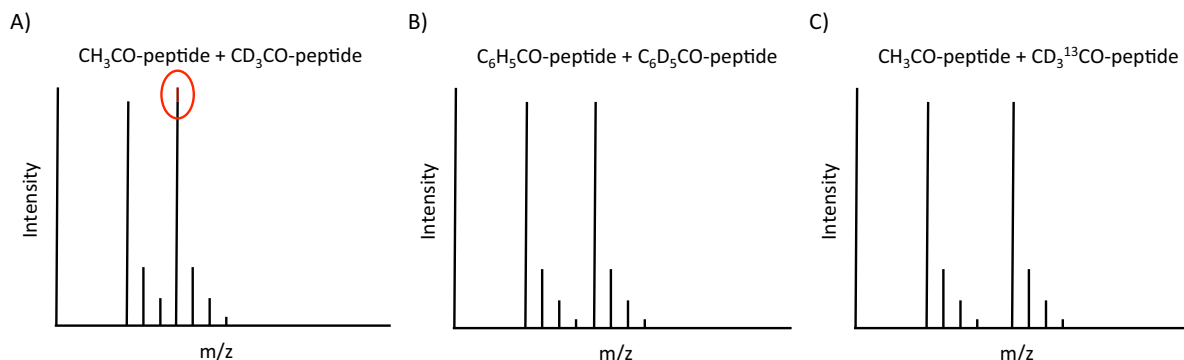 A)
CH₃CO-peptide + CD₃CO-peptide
Intensity
m/z
B)
C₆H₅CO-peptide + C₆D₅CO-peptide
Intensity
m/z
C)
CH₃CO-peptide + CD₃¹³CO-peptide
Intensity
m/z